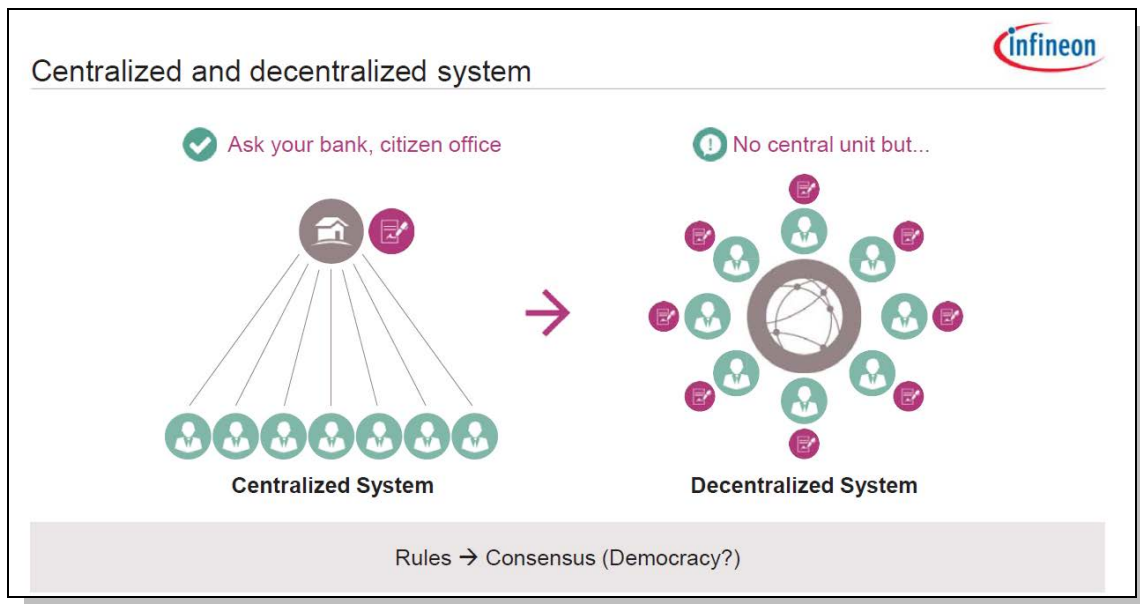 infineon
Centralized and decentralized system
Ask your bank, citizen office
No central unit but...
Centralized System
Decentralized System
Rules → Consensus (Democracy?)